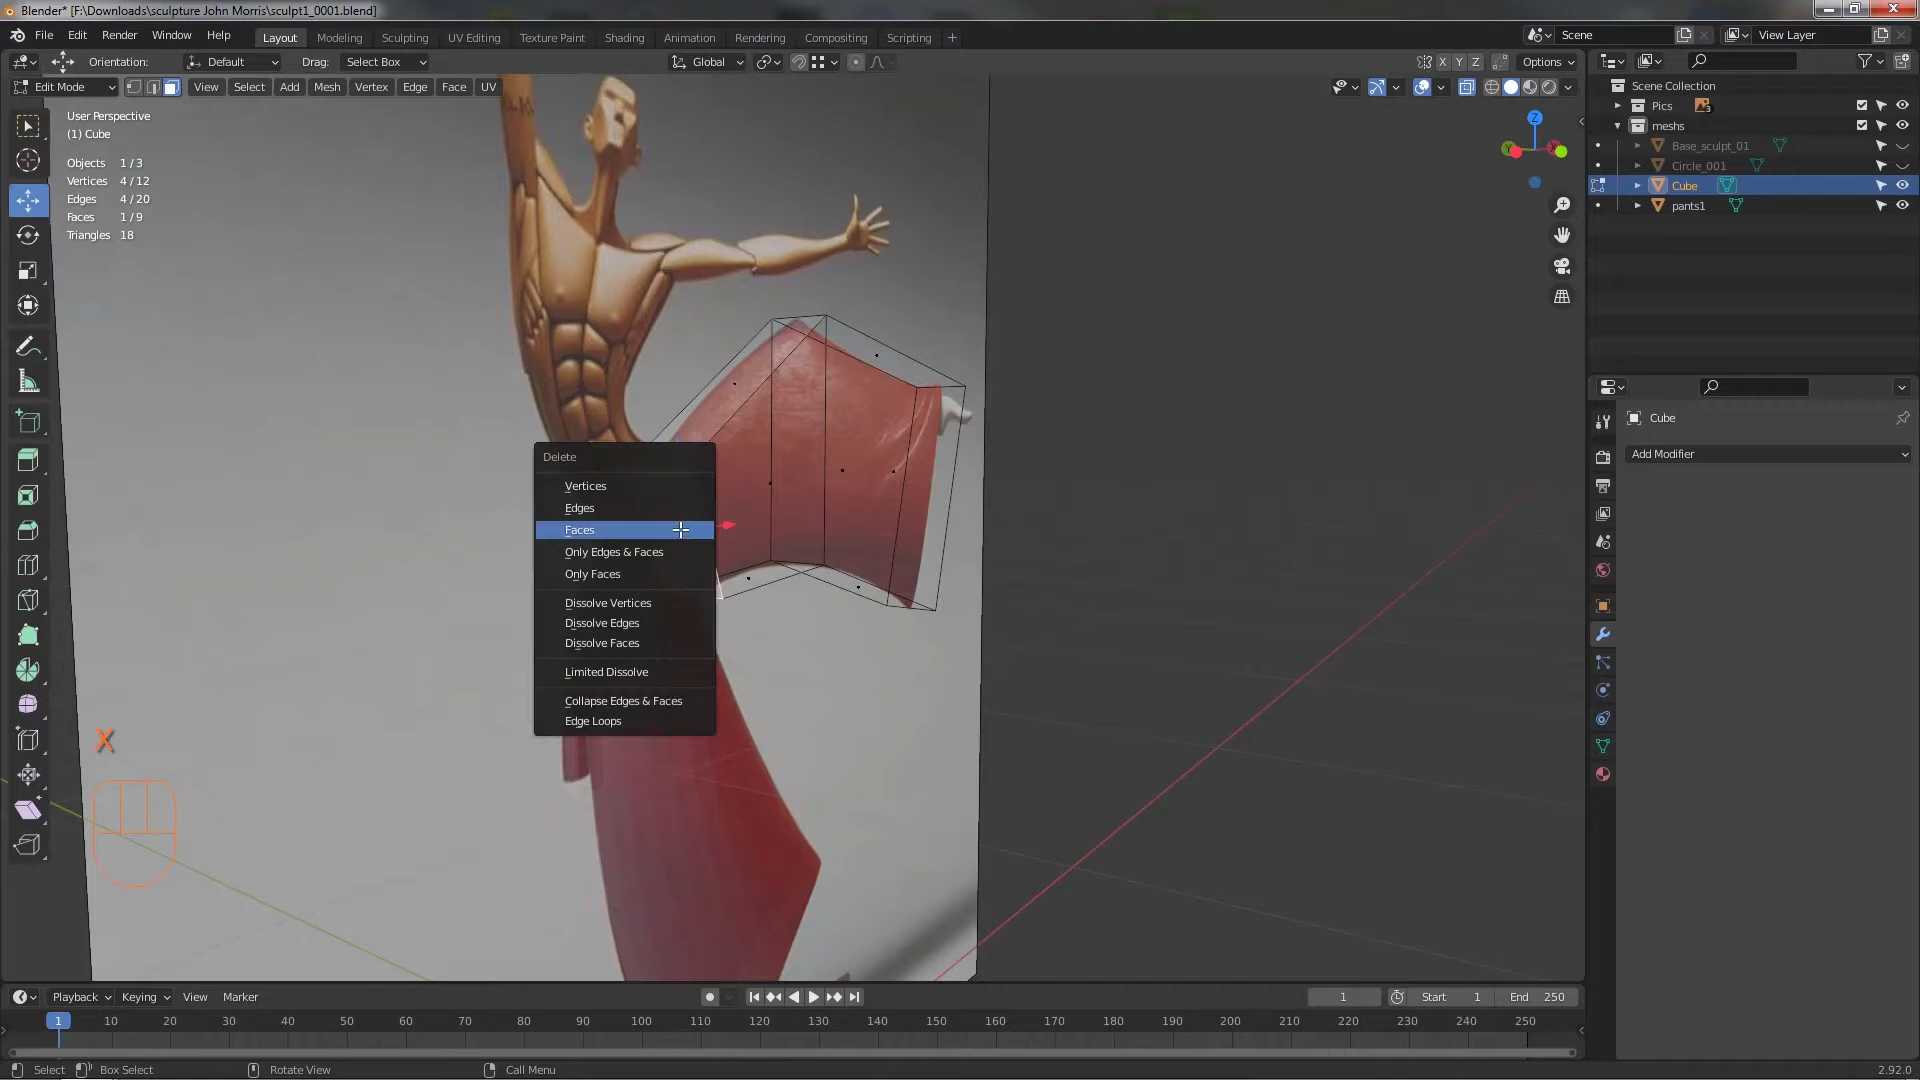 Blender* [F:\Downloads\sculpture John Morris\sculpt1_0001.blend]
File Edit Render Window Help Layout Modeling Sculpting UV Editing Texture Paint Shading Animation Rendering Compositing Scripting + Scene View Layer
Orientation: Default Drag: Select Box Global X Y Z Options
Edit Mode View Select Add Mesh Vertex Edge Face UV
User Perspective
(1) Cube
Objects 1 / 3
Vertices 4 / 12
Edges 4 / 20
Faces 1 / 9
Triangles 18
Z
Y X
Scene Collection
Pics 3
meshs
Base_sculpt_01
Circle_001
Cube
pants1
Cube
Add Modifier
Delete
Vertices
Edges
Faces
Only Edges & Faces
Only Faces
Dissolve Vertices
Dissolve Edges
Dissolve Faces
Limited Dissolve
Collapse Edges & Faces
Edge Loops
X
Playback Keying View Marker 1 Start 1 End 250
1 10 20 30 40 50 60 70 80 90 100 110 120 130 140 150 160 170 180 190 200 210 220 230 240 250
Select Box Select Rotate View Call Menu 2.92.0